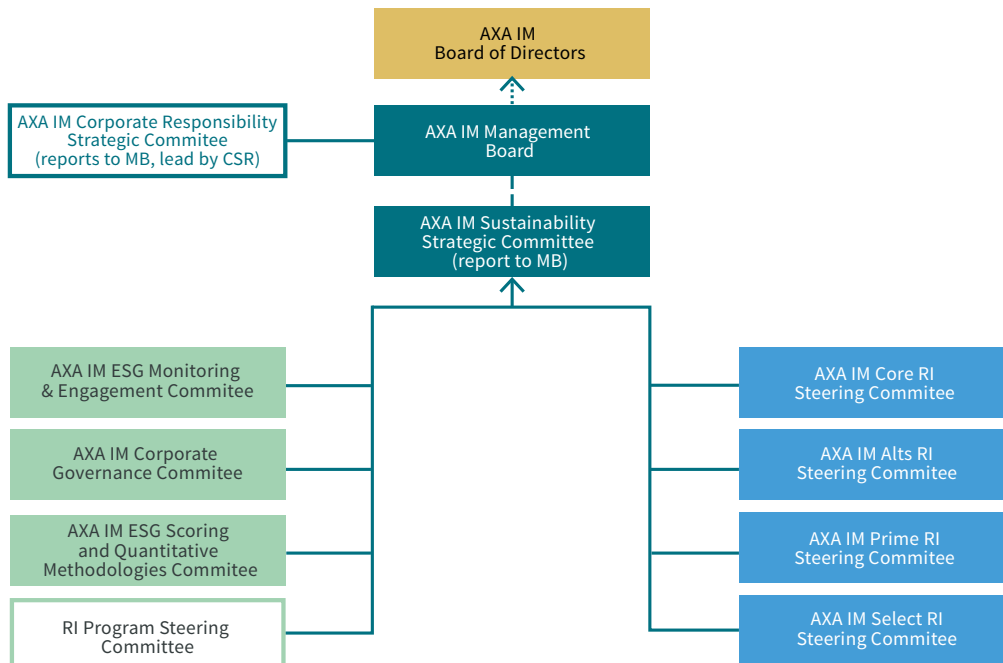 AXA IM
Board of Directors
AXA IM Corporate Responsibility
Strategic Commitee
(reports to MB, lead by CSR)
AXA IM Management
Board
AXA IM Sustainability
Strategic Committee
(report to MB)
AXA IM ESG Monitoring
& Engagement Commitee
AXA IM Corporate
Governance Commitee
AXA IM ESG Scoring
and Quantitative
Methodologies Commitee
RI Program Steering
Committee
AXA IM Core RI
Steering Commitee
AXA IM Alts RI
Steering Commitee
AXA IM Prime RI
Steering Commitee
AXA IM Select RI
Steering Commitee